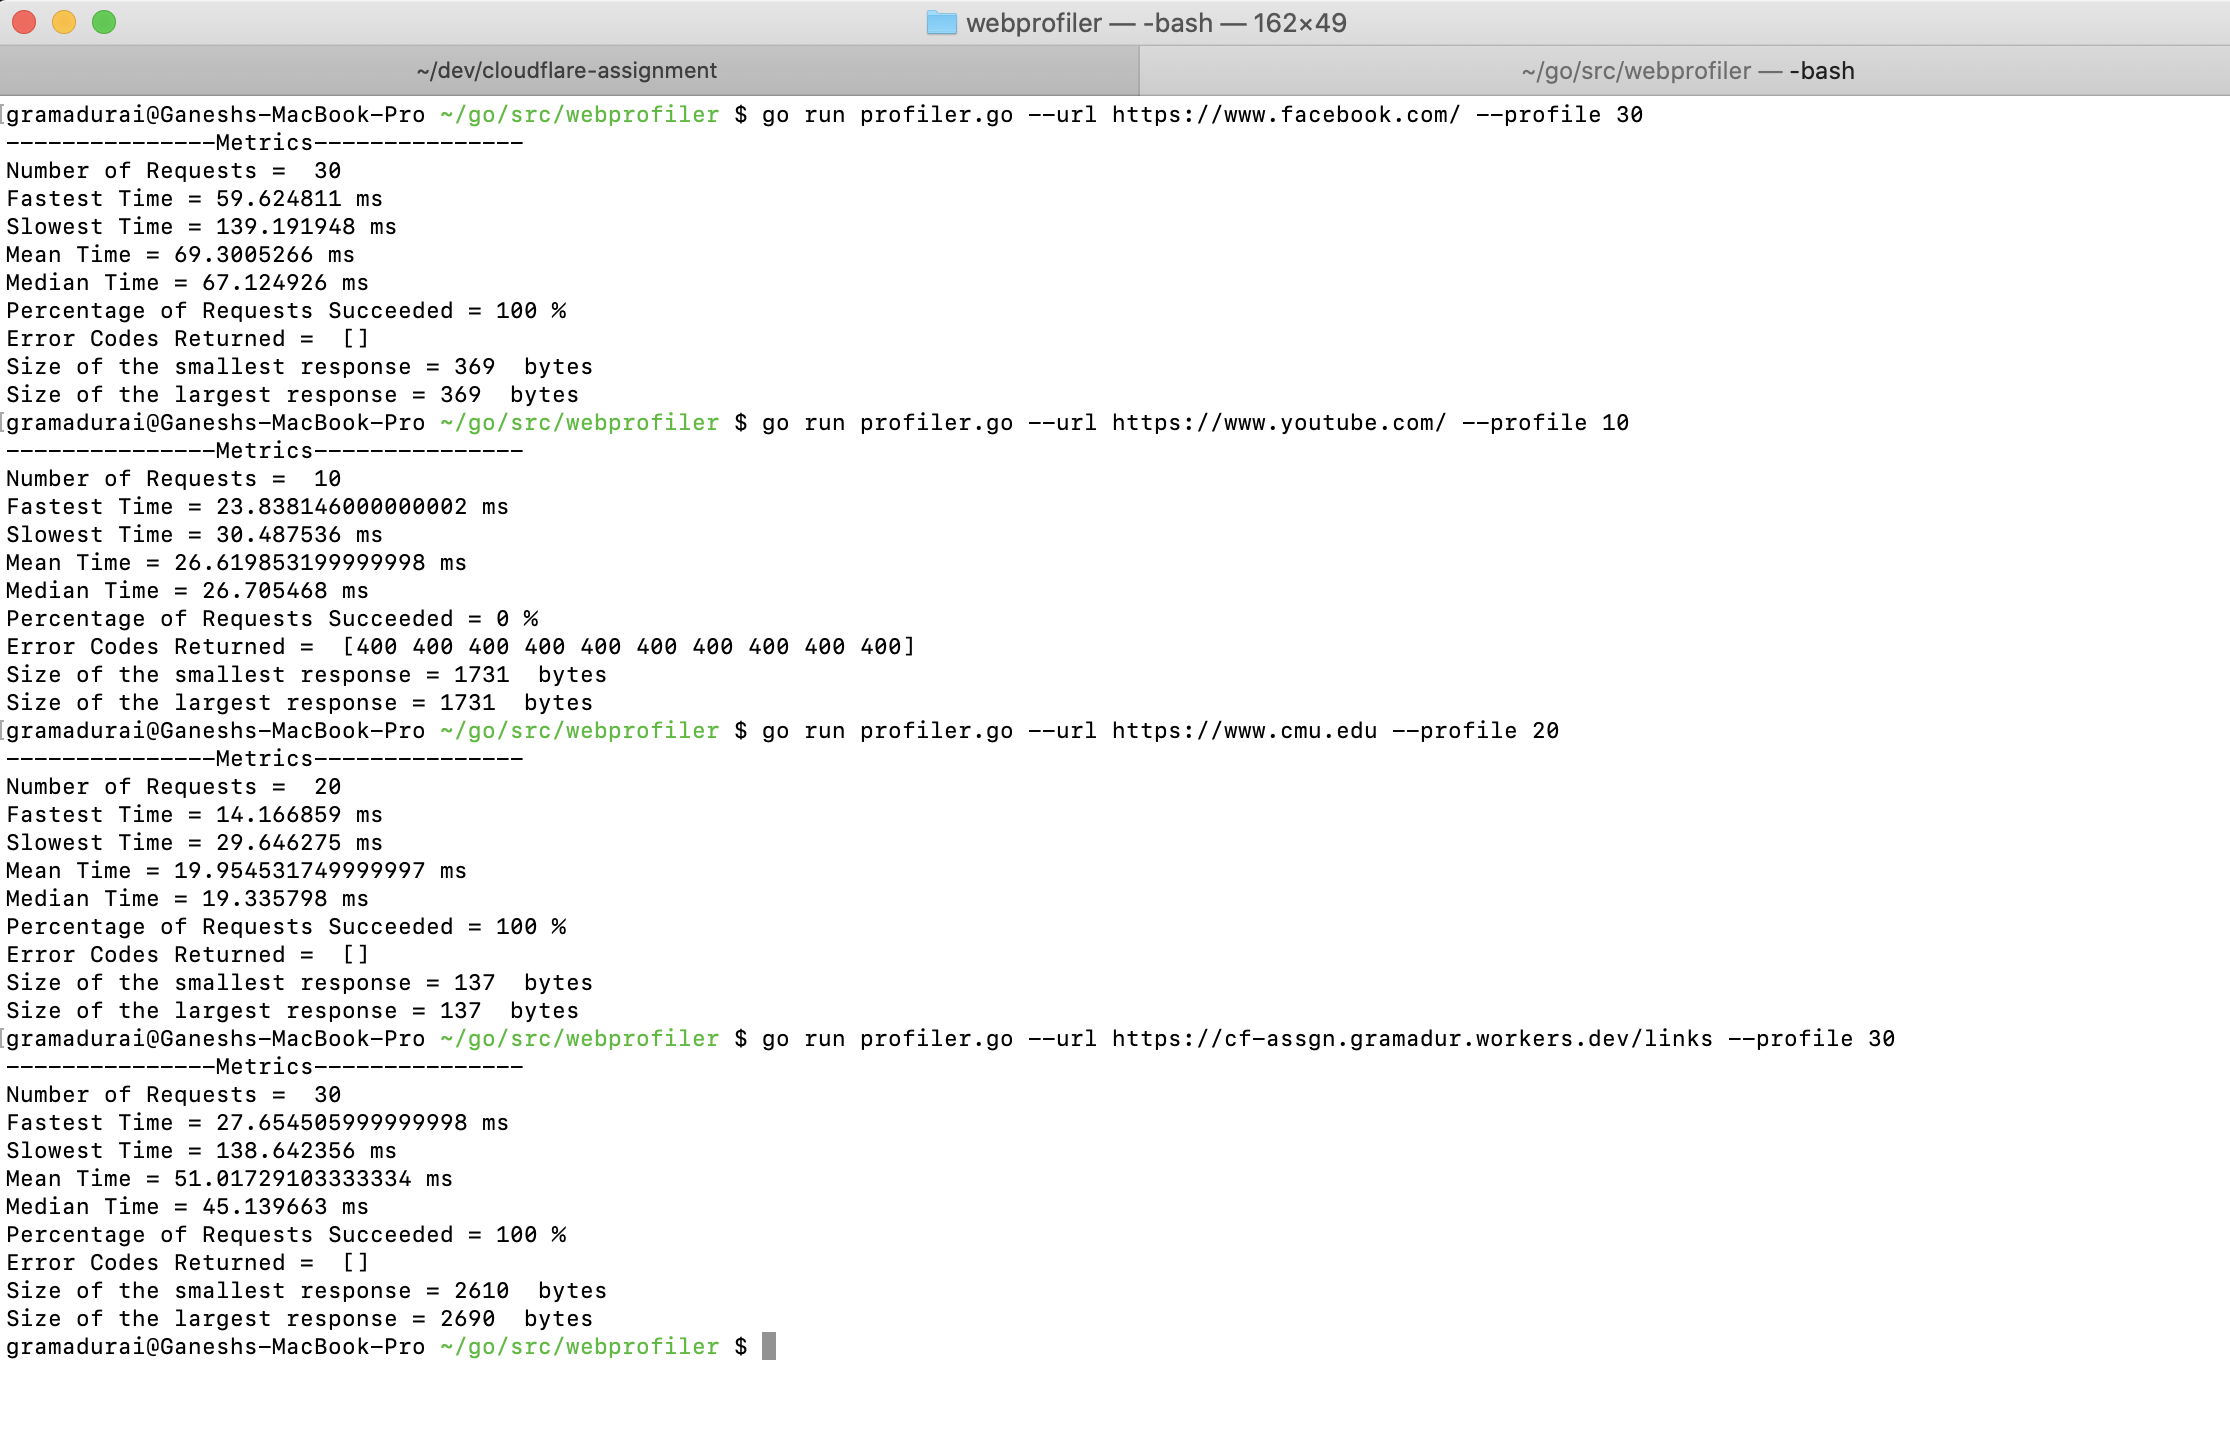 webprofiler — -bash — 162×49
~/dev/cloudflare-assignment
~/go/src/webprofiler — -bash
[gramadurai@Ganeshs-MacBook-Pro ~/go/src/webprofiler $ go run profiler.go --url https://www.facebook.com/ --profile 30
---------------Metrics---------------
Number of Requests =  30
Fastest Time = 59.624811 ms
Slowest Time = 139.191948 ms
Mean Time = 69.3005266 ms
Median Time = 67.124926 ms
Percentage of Requests Succeeded = 100 %
Error Codes Returned =  []
Size of the smallest response = 369  bytes
Size of the largest response = 369  bytes
[gramadurai@Ganeshs-MacBook-Pro ~/go/src/webprofiler $ go run profiler.go --url https://www.youtube.com/ --profile 10
---------------Metrics---------------
Number of Requests =  10
Fastest Time = 23.838146000000002 ms
Slowest Time = 30.487536 ms
Mean Time = 26.619853199999998 ms
Median Time = 26.705468 ms
Percentage of Requests Succeeded = 0 %
Error Codes Returned =  [400 400 400 400 400 400 400 400 400 400]
Size of the smallest response = 1731  bytes
Size of the largest response = 1731  bytes
[gramadurai@Ganeshs-MacBook-Pro ~/go/src/webprofiler $ go run profiler.go --url https://www.cmu.edu --profile 20
---------------Metrics---------------
Number of Requests =  20
Fastest Time = 14.166859 ms
Slowest Time = 29.646275 ms
Mean Time = 19.954531749999997 ms
Median Time = 19.335798 ms
Percentage of Requests Succeeded = 100 %
Error Codes Returned =  []
Size of the smallest response = 137  bytes
Size of the largest response = 137  bytes
[gramadurai@Ganeshs-MacBook-Pro ~/go/src/webprofiler $ go run profiler.go --url https://cf-assgn.gramadur.workers.dev/links --profile 30
---------------Metrics---------------
Number of Requests =  30
Fastest Time = 27.654505999999998 ms
Slowest Time = 138.642356 ms
Mean Time = 51.01729103333334 ms
Median Time = 45.139663 ms
Percentage of Requests Succeeded = 100 %
Error Codes Returned =  []
Size of the smallest response = 2610  bytes
Size of the largest response = 2690  bytes
gramadurai@Ganeshs-MacBook-Pro ~/go/src/webprofiler $